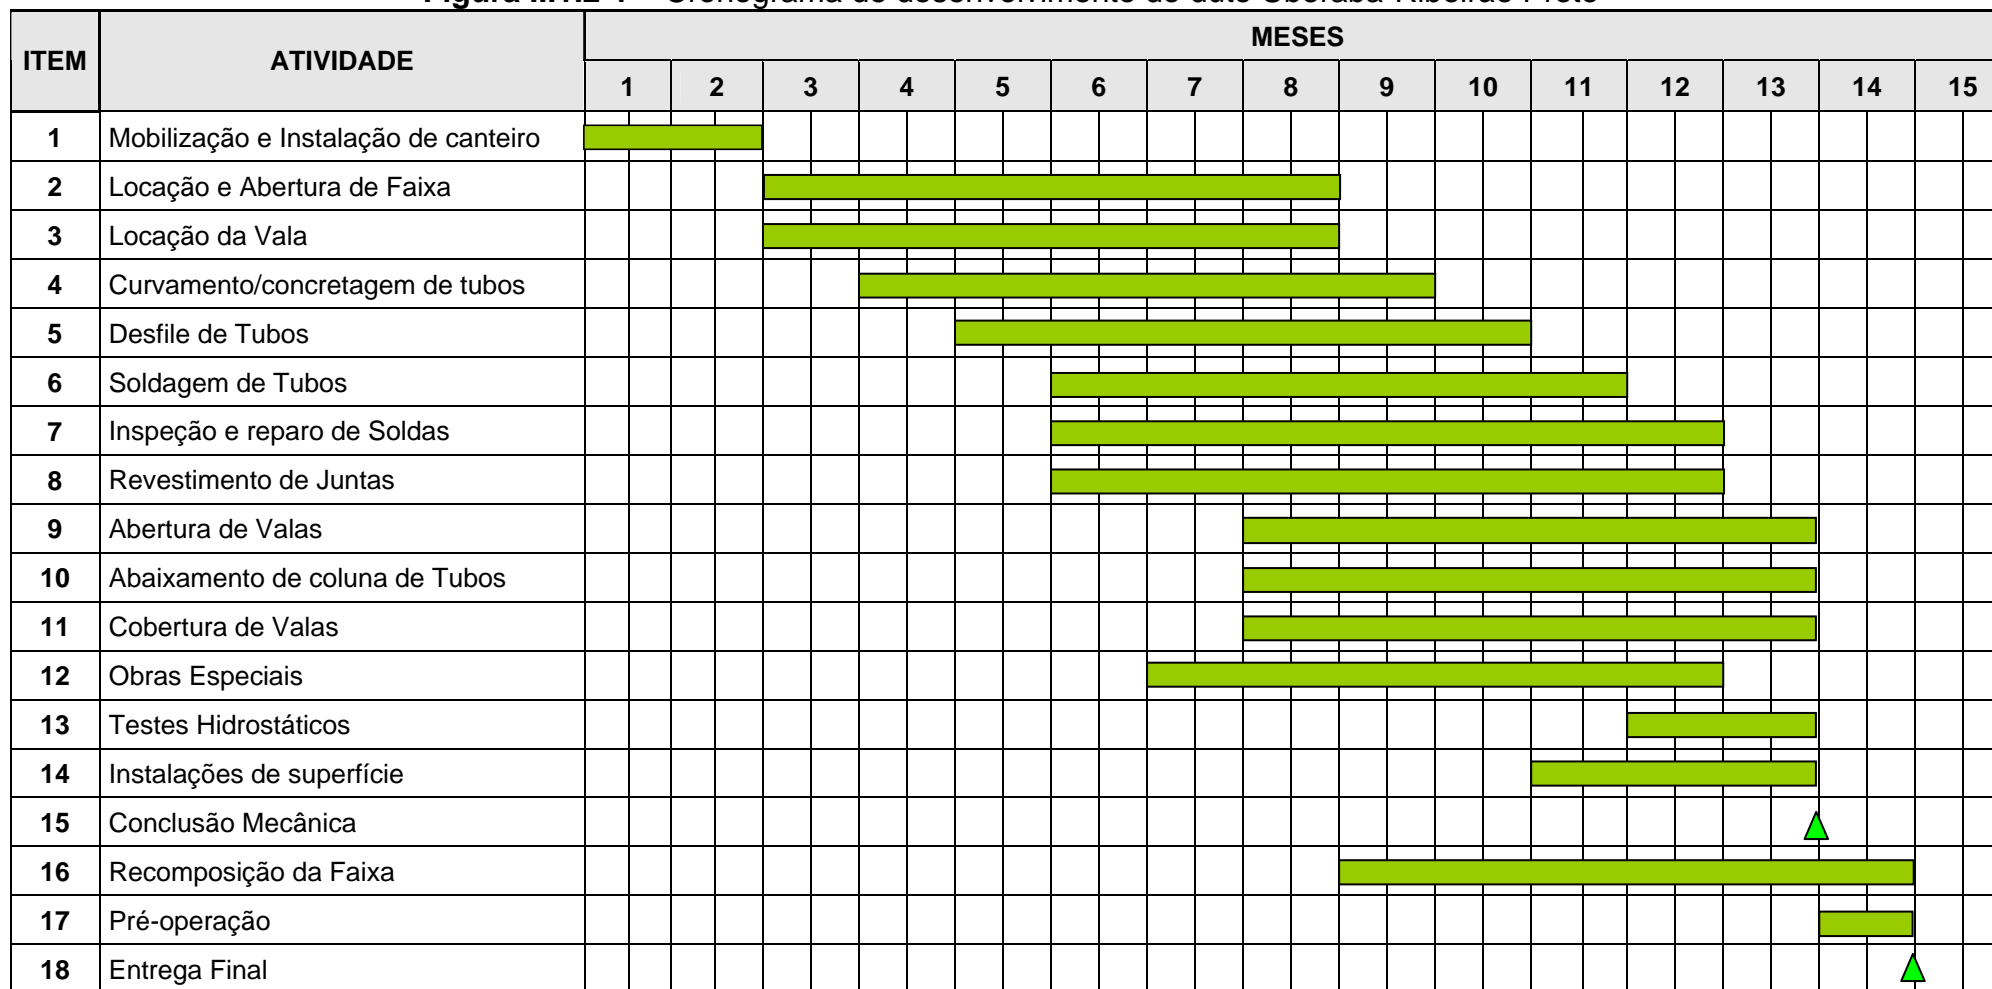 ITEM ATIVIDADE MESES
1 2 3 4 5 6 7 8 9 10 11 12 13 14 15
1 Mobilização e Instalação de canteiro
2 Locação e Abertura de Faixa
3 Locação da Vala
4 Curvamento/concretagem de tubos
5 Desfile de Tubos
6 Soldagem de Tubos
7 Inspeção e reparo de Soldas
8 Revestimento de Juntas
9 Abertura de Valas
10 Abaixamento de coluna de Tubos
11 Cobertura de Valas
12 Obras Especiais
13 Testes Hidrostáticos
14 Instalações de superfície
15 Conclusão Mecânica
16 Recomposição da Faixa
17 Pré-operação
18 Entrega Final